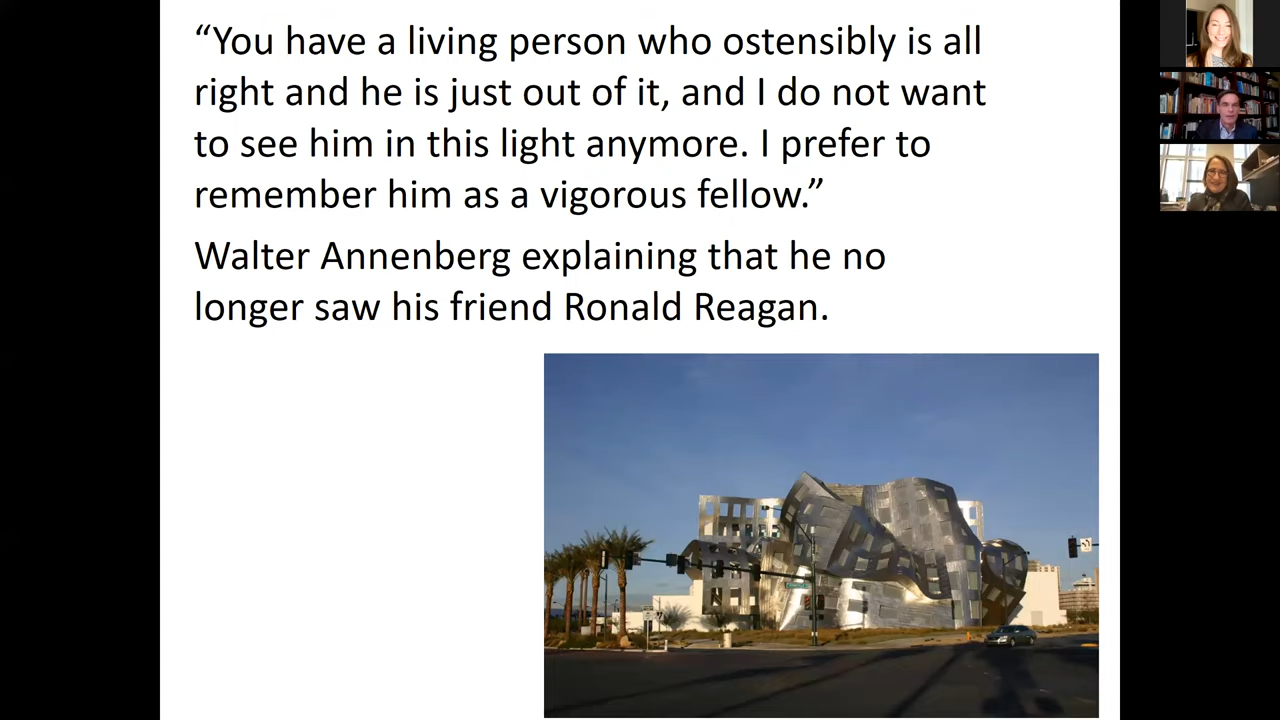 “You have a living person who ostensibly is all
right and he is just out of it, and I do not want
to see him in this light anymore. I prefer to
remember him as a vigorous fellow.”
Walter Annenberg explaining that he no
longer saw his friend Ronald Reagan.